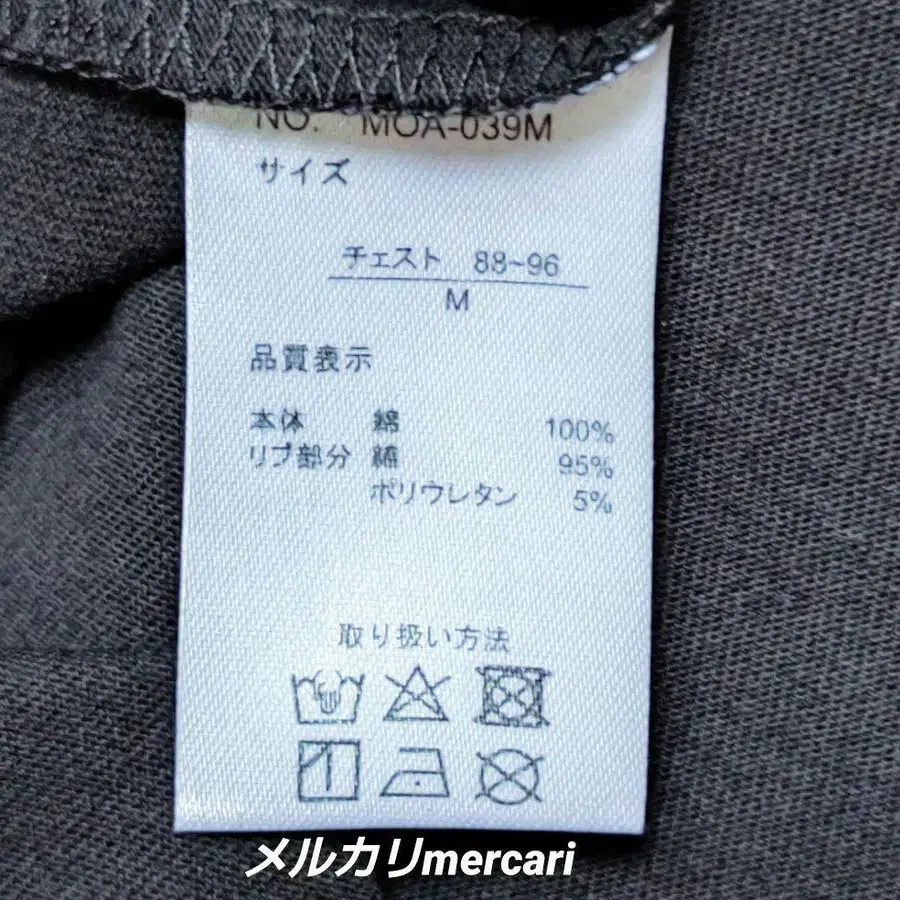 NO. MOA-039M
サイズ
チェスト 88~96
M
品質表示
本体 綿 100%
リブ部分 綿 95%
ポリウレタン 5%
取り扱い方法
メルカリmercari